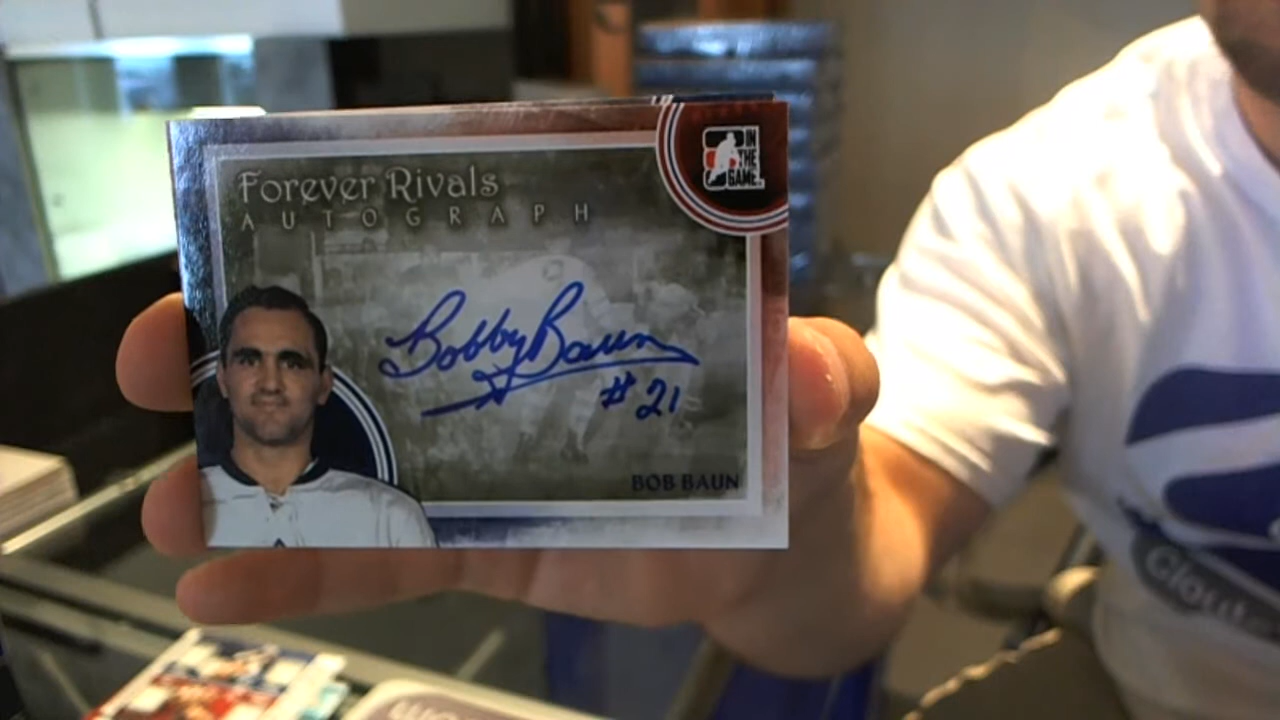 Forever Rivals
AUTOGRAPH
IN
THE
GAME
Bobby Baun
#21
BOB BAUN